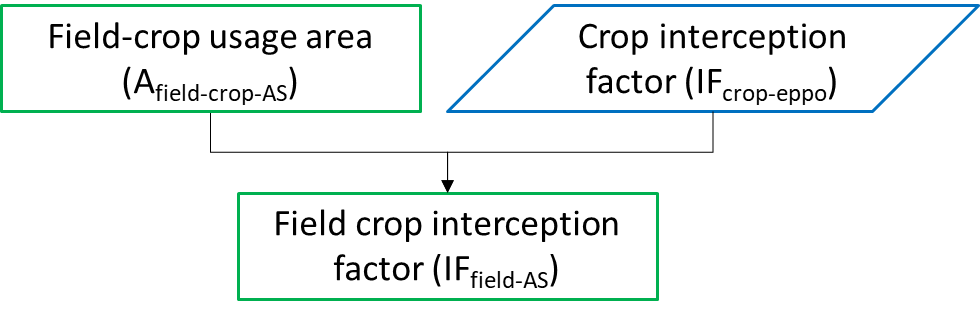 Field-crop usage area
(Afield-crop-AS)
Crop interception
factor (IFcrop-eppo)
Field crop interception
factor (IFfield-AS)